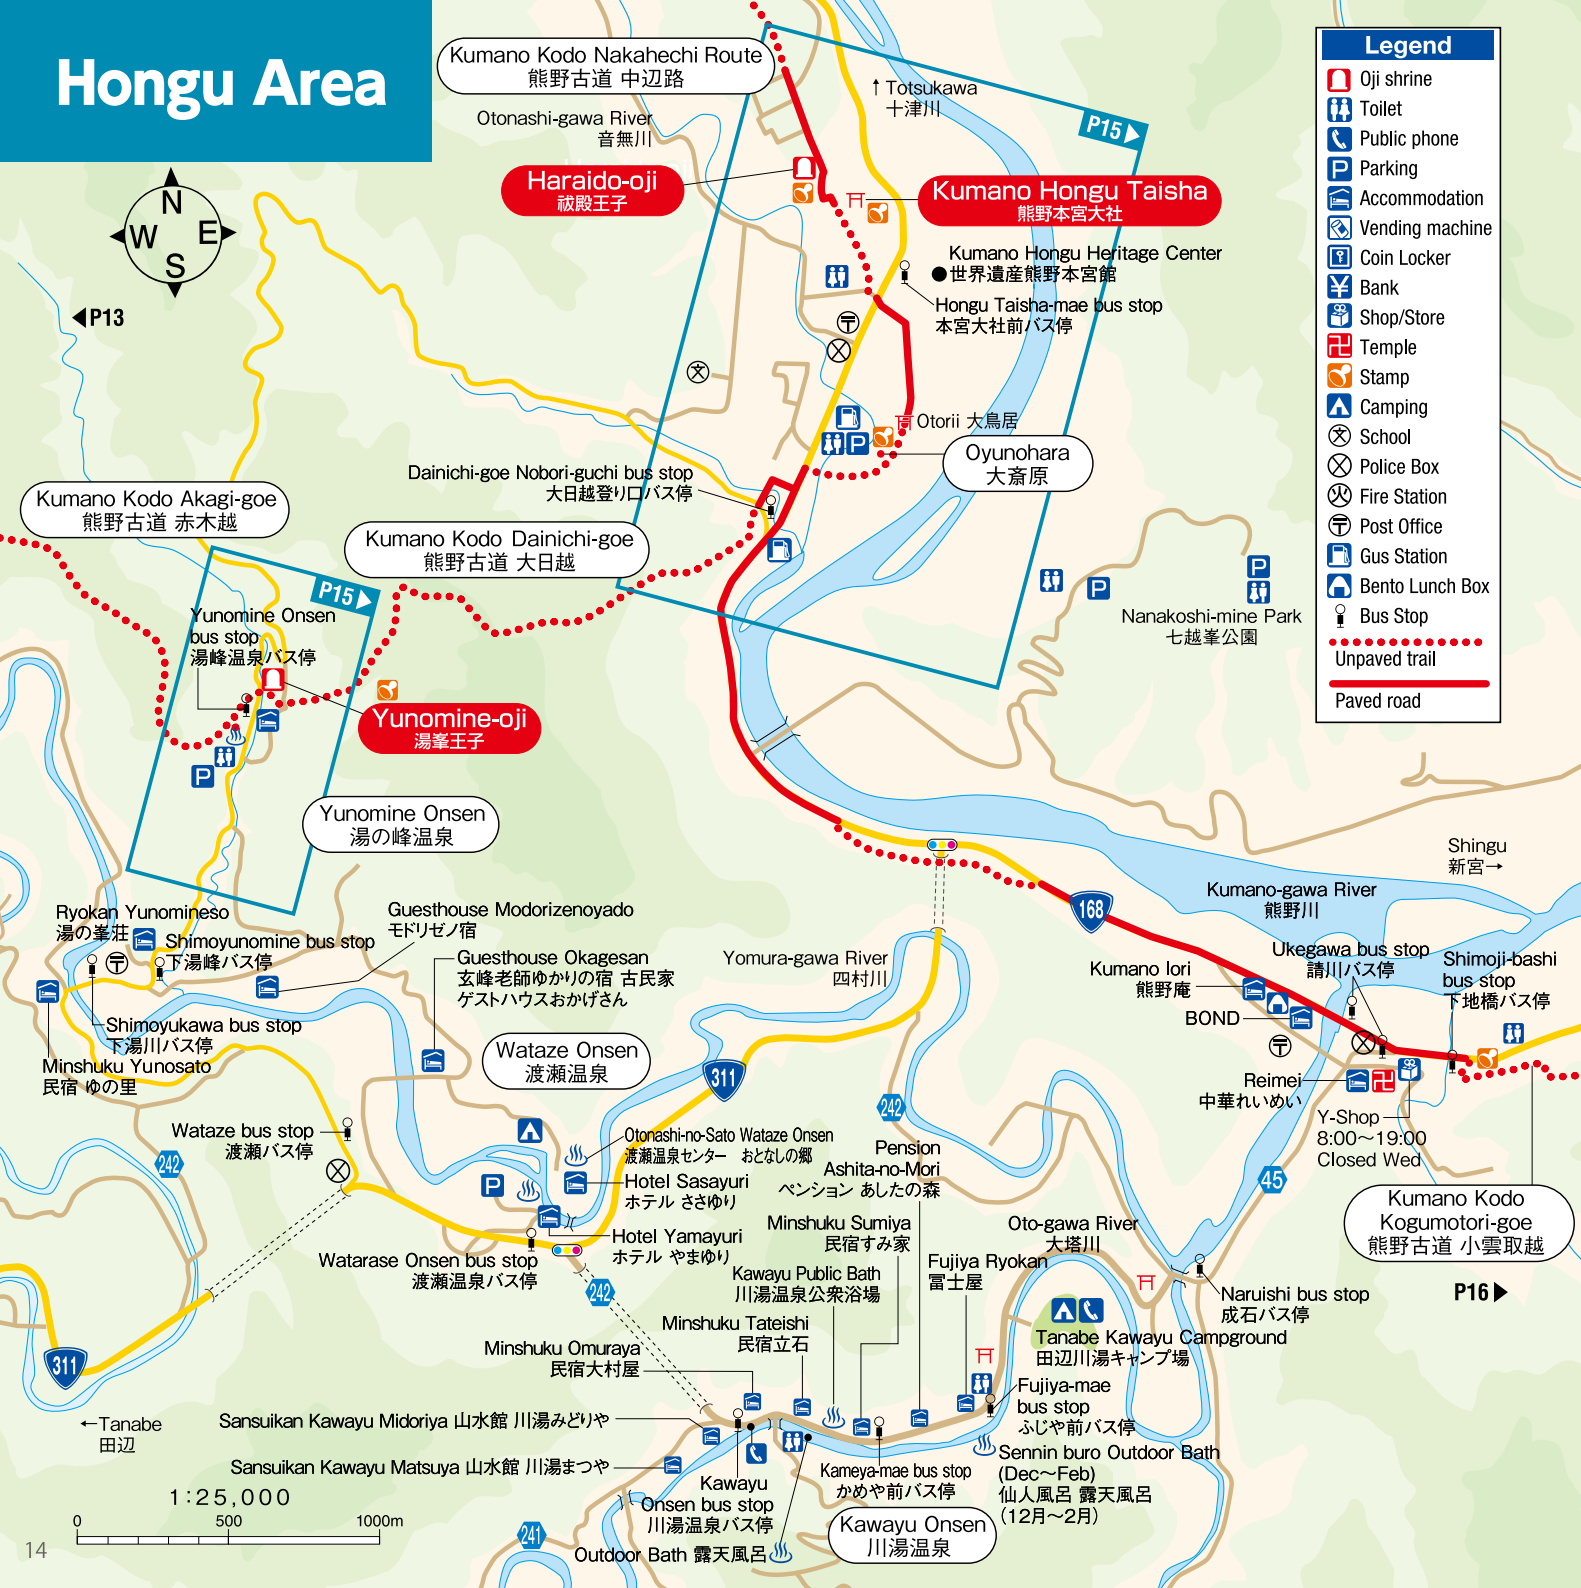 Hongu Area
Kumano Kodo Nakahechi Route
熊野古道 中辺路
Otonashi-gawa River
音無川
↑ Totsukawa
十津川
P15
Haraido-oji
祓殿王子
Kumano Hongu Taisha
熊野本宮大社
Kumano Hongu Heritage Center
世界遺産熊野本宮館
Hongu Taisha-mae bus stop
本宮大社前バス停
N
W E
S
P13
Otorii 大鳥居
Oyunohara
大斎原
Dainichi-goe Nobori-guchi bus stop
大日越登り口バス停
Kumano Kodo Akagi-goe
熊野古道 赤木越
Kumano Kodo Dainichi-goe
熊野古道 大日越
P15
Yunomine Onsen
bus stop
湯峰温泉バス停
Yunomine-oji
湯峯王子
Yunomine Onsen
湯の峰温泉
Nanakoshi-mine Park
七越峯公園
Legend
Oji shrine
Toilet
Public phone
Parking
Accommodation
Vending machine
Coin Locker
Bank
Shop/Store
Temple
Stamp
Camping
School
Police Box
Fire Station
Post Office
Gus Station
Bento Lunch Box
Bus Stop
Unpaved trail
Paved road
Shingu
新宮→
Kumano-gawa River
熊野川
168
Ukegawa bus stop
請川バス停
Shimoji-bashi
bus stop
下地橋バス停
Kumano Iori
熊野庵
BOND
Reimei
中華れいめい
Y-Shop
8:00〜19:00
Closed Wed
Kumano Kodo
Kogumotori-goe
熊野古道 小雲取越
P16
Ryokan Yunomineso
湯の峯荘
Shimoyunomine bus stop
下湯峰バス停
Guesthouse Modorizenoyado
モドリゼノ宿
Guesthouse Okagesan
玄峰老師ゆかりの宿 古民家
ゲストハウスおかげさん
Shimoyukawa bus stop
下湯川バス停
Minshuku Yunosato
民宿 ゆの里
Wataze Onsen
渡瀬温泉
Yomura-gawa River
四村川
311
242
Wataze bus stop
渡瀬バス停
242
Otonashi-no-Sato Wataze Onsen
渡瀬温泉センター おとなしの郷
Hotel Sasayuri
ホテル ささゆり
Hotel Yamayuri
ホテル やまゆり
Watarase Onsen bus stop
渡瀬温泉バス停
242
Pension
Ashita-no-Mori
ペンション あしたの森
Minshuku Sumiya
民宿すみ家
Kawayu Public Bath
川湯温泉公衆浴場
Minshuku Tateishi
民宿立石
Minshuku Omuraya
民宿大村屋
Fujiya Ryokan
冨士屋
Oto-gawa River
大塔川
45
Naruishi bus stop
成石バス停
Tanabe Kawayu Campground
田辺川湯キャンプ場
Fujiya-mae
bus stop
ふじや前バス停
Sennin buro Outdoor Bath
(Dec〜Feb)
仙人風呂 露天風呂
（12月〜2月）
311
←Tanabe
田辺
Sansuikan Kawayu Midoriya 山水館 川湯みどりや
Sansuikan Kawayu Matsuya 山水館 川湯まつや
Kawayu
Onsen bus stop
川湯温泉バス停
Kameya-mae bus stop
かめや前バス停
Kawayu Onsen
川湯温泉
Outdoor Bath 露天風呂
241
1:25,000
0 500 1000m
14